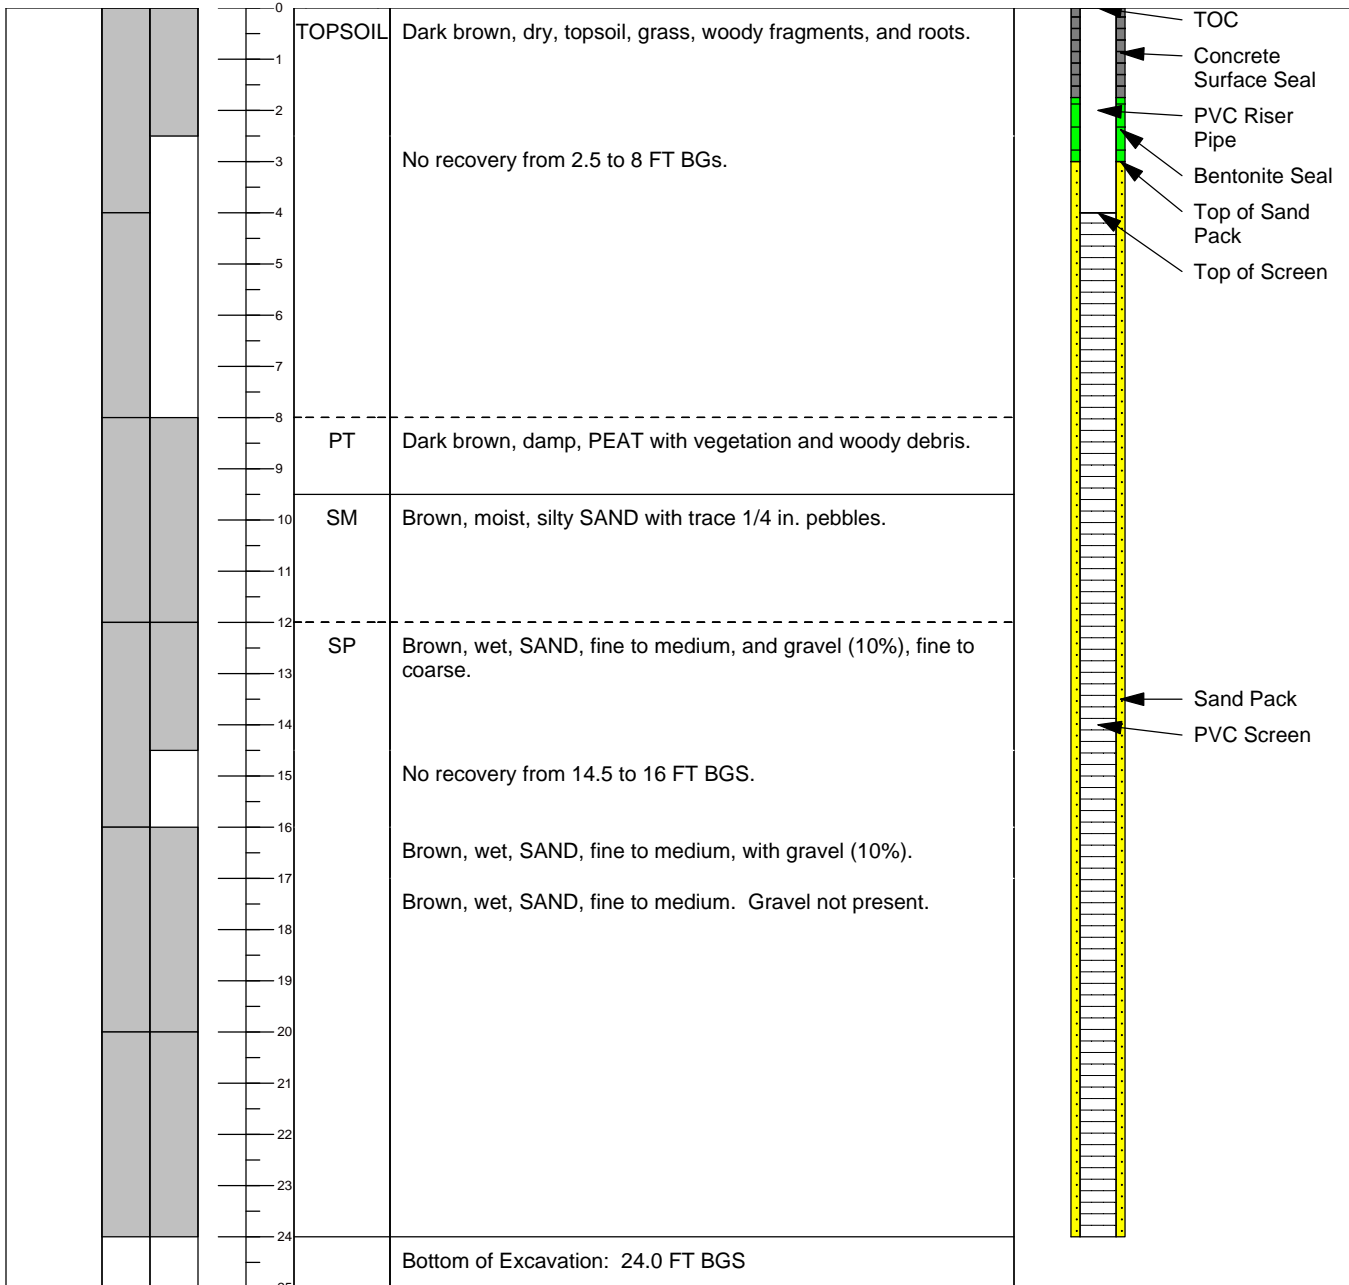 0
TOPSOIL Dark brown, dry, topsoil, grass, woody fragments, and roots.
TOC
1
Concrete
Surface Seal
2
PVC Riser
Pipe
3
No recovery from 2.5 to 8 FT BGs.
Bentonite Seal
4
Top of Sand
Pack
5
Top of Screen
6
7
8
PT Dark brown, damp, PEAT with vegetation and woody debris.
9
10
SM Brown, moist, silty SAND with trace 1/4 in. pebbles.
11
12
SP Brown, wet, SAND, fine to medium, and gravel (10%), fine to
coarse.
13
Sand Pack
14
PVC Screen
15
No recovery from 14.5 to 16 FT BGS.
16
Brown, wet, SAND, fine to medium, with gravel (10%).
17
Brown, wet, SAND, fine to medium.  Gravel not present.
18
19
20
21
22
23
24
Bottom of Excavation:  24.0 FT BGS